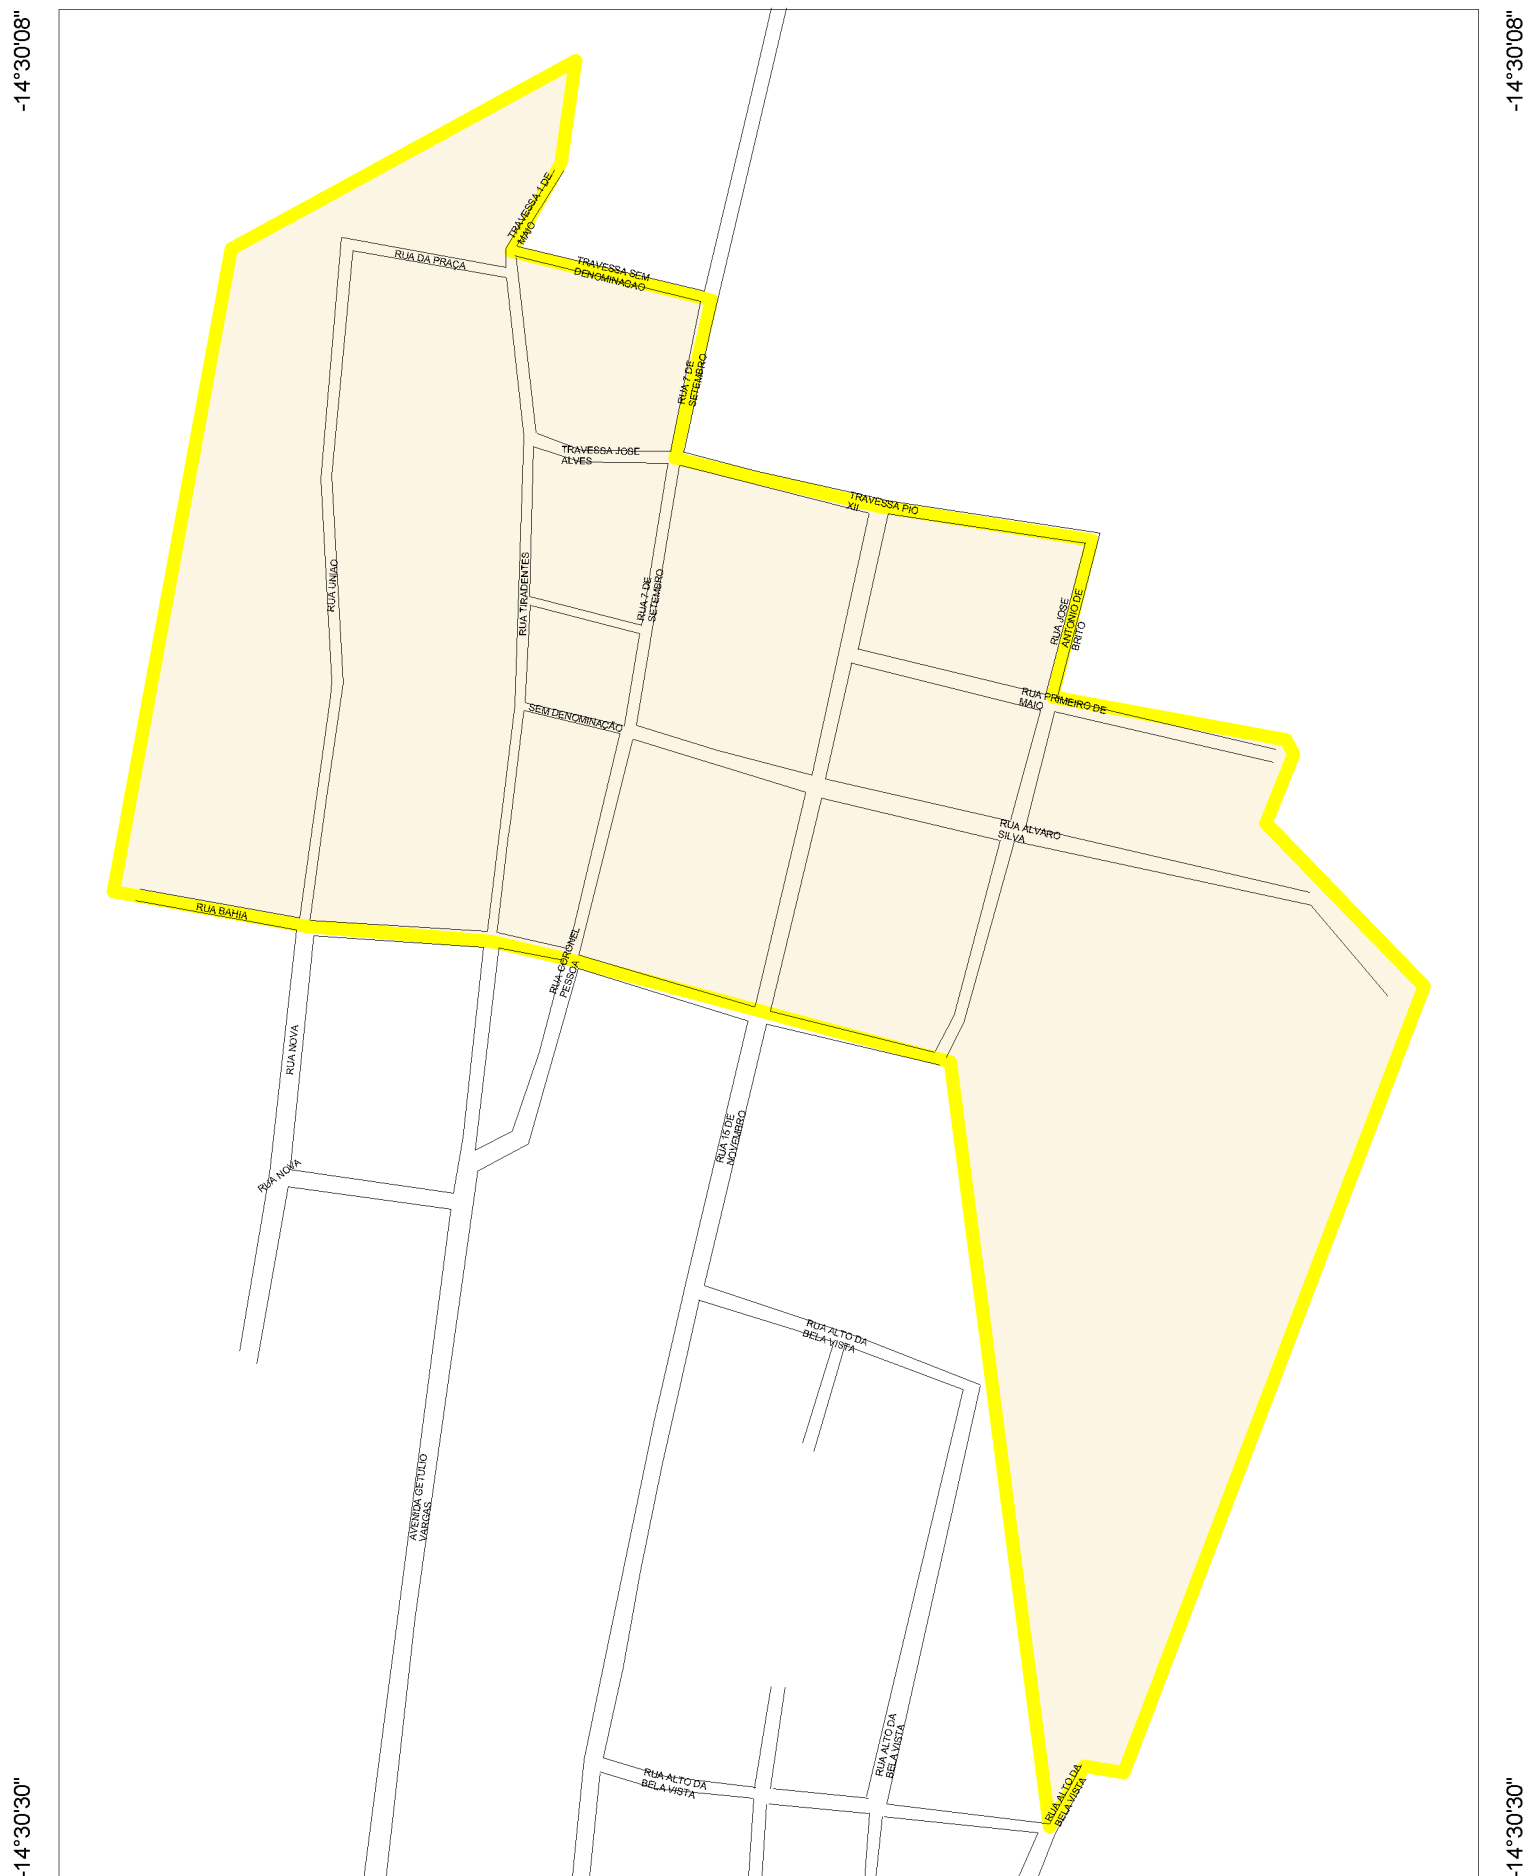 -14°30'08"
-14°30'08"
TRAVESSA 1 DE
MAIO
RUA DA PRAÇA
TRAVESSA SEM
DENOMINACAO
RUA 7 DE
SETEMBRO
TRAVESSA JOSE
ALVES
TRAVESSA PIO
XII
RUA UNIAO
RUA TIRADENTES
RUA 7 DE
SETEMBRO
RUA JOSE
ANTONIO DE
BRITO
RUA PRIMEIRO DE
MAIO
SEM DENOMINAÇÃO
RUA ALVARO
SILVA
RUA BAHIA
RUA CORONEL
PESSOA
RUA NOVA
RUA 15 DE
NOVEMBRO
RUA NOVA
RUA ALTO DA
BELA VISTA
AVENIDA GETULIO
VARGAS
RUA ALTO DA
BELA VISTA
RUA ALTO DA
BELA VISTA
RUA ALTO DA
BELA VISTA
-14°30'30"
-14°30'30"